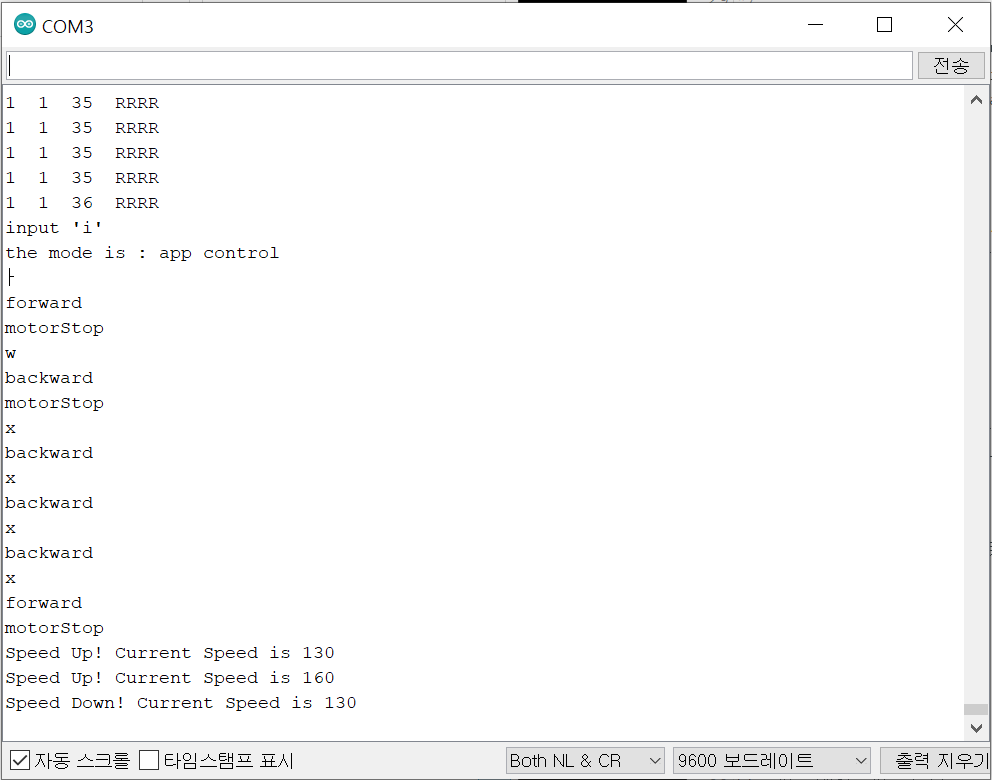 COM3
전송
1  1  35  RRRR
1  1  35  RRRR
1  1  35  RRRR
1  1  35  RRRR
1  1  36  RRRR
input 'i'
the mode is : app control
├
forward
motorStop
w
backward
motorStop
x
backward
x
backward
x
backward
x
forward
motorStop
Speed Up! Current Speed is 130
Speed Up! Current Speed is 160
Speed Down! Current Speed is 130
자동 스크롤 타임스탬프 표시 Both NL & CR 9600 보드레이트 출력 지우기